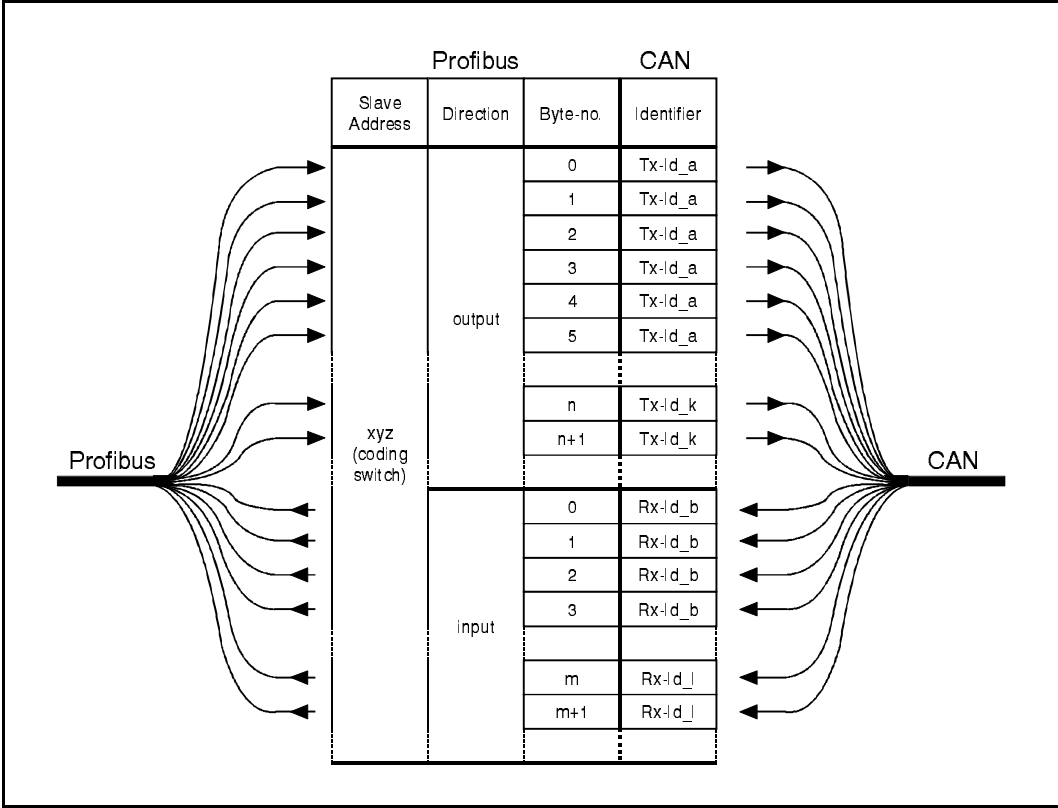 Profibus CAN
Slave Address Direction Byte-no. Identifier
0 Tx-Id_a
1 Tx-Id_a
2 Tx-Id_a
3 Tx-Id_a
4 Tx-Id_a
output
5 Tx-Id_a
n Tx-Id_k
xyz
(coding
switch)
n+1 Tx-Id_k
Profibus
CAN
0 Rx-Id_b
1 Rx-Id_b
2 Rx-Id_b
3 Rx-Id_b
input
m Rx-Id_l
m+1 Rx-Id_l